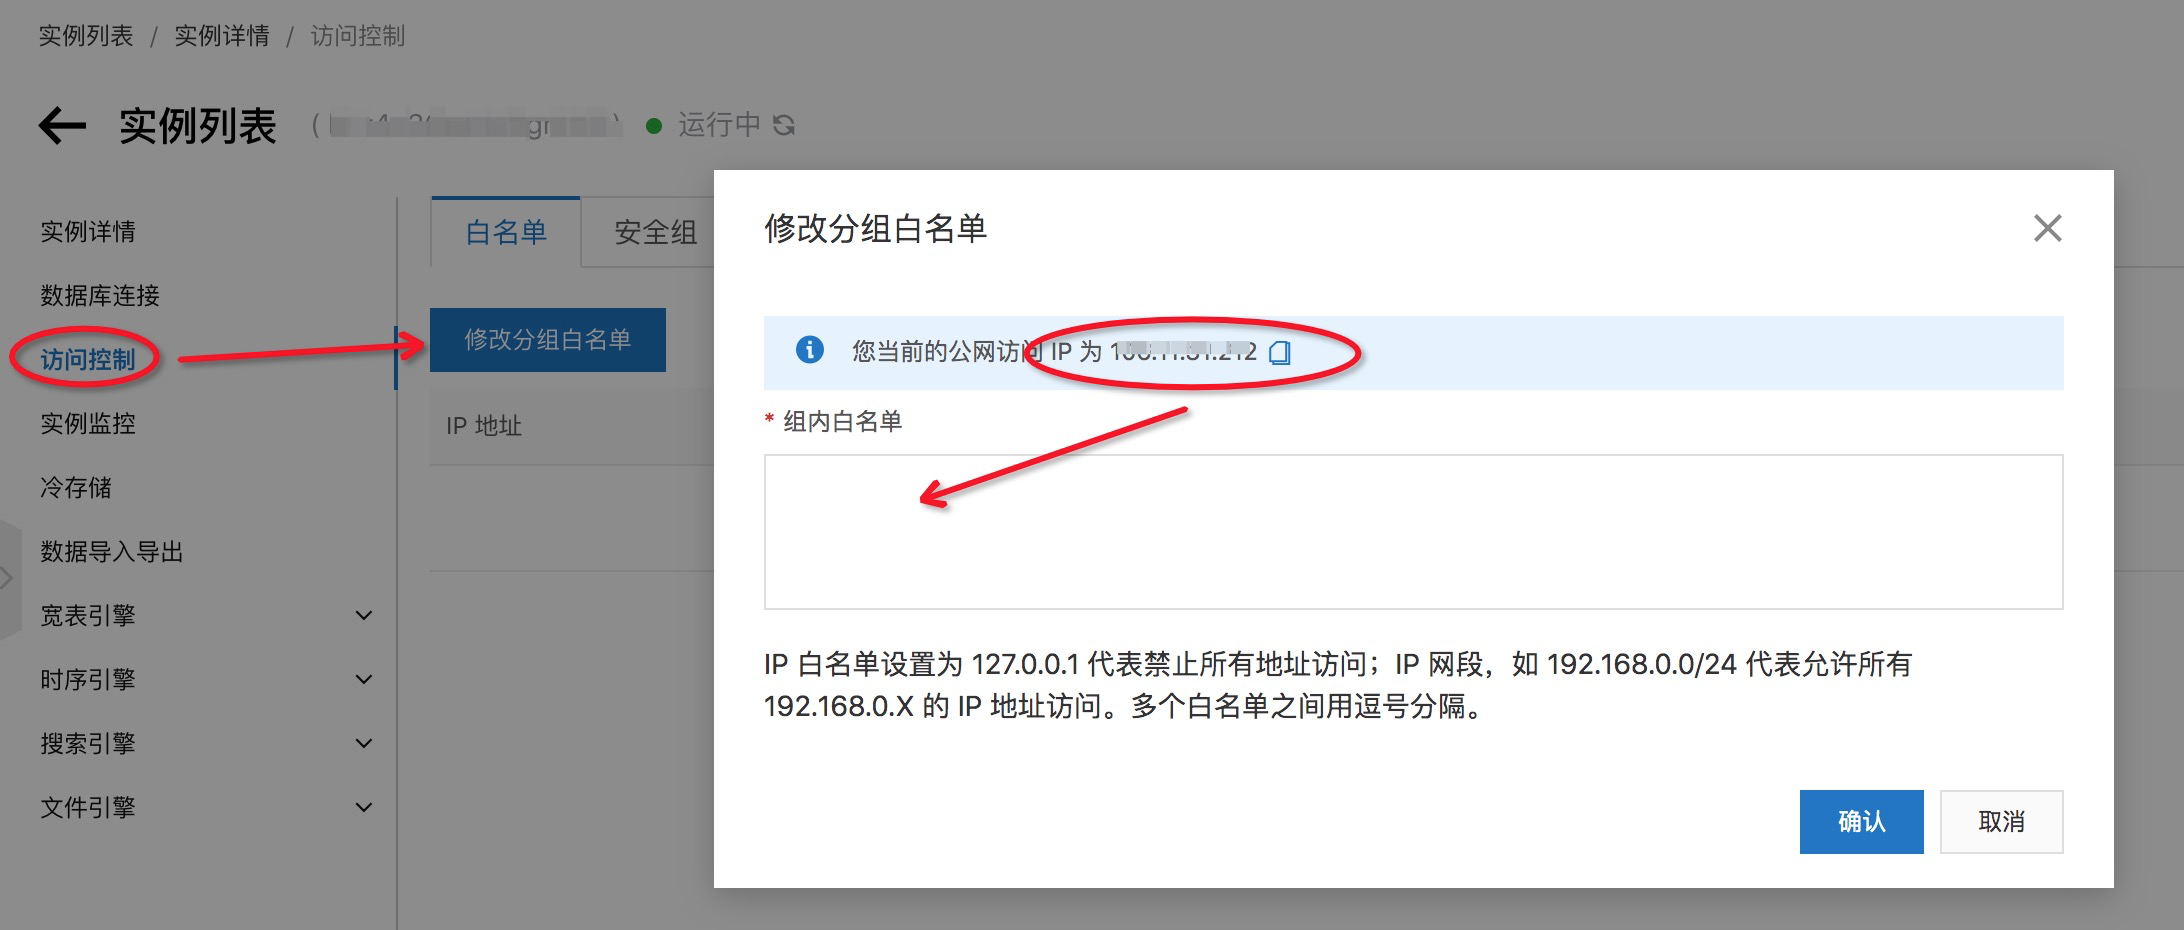 实例列表 / 实例详情 / 访问控制
实例列表
运行中
实例详情
数据库连接
访问控制
实例监控
冷存储
数据导入导出
宽表引擎
时序引擎
搜索引擎
文件引擎
白名单
安全组
修改分组白名单
IP 地址
修改分组白名单
您当前的公网访问 IP 为
* 组内白名单
IP 白名单设置为 127.0.0.1 代表禁止所有地址访问；IP 网段，如 192.168.0.0/24 代表允许所有
192.168.0.X 的 IP 地址访问。多个白名单之间用逗号分隔。
确认
取消